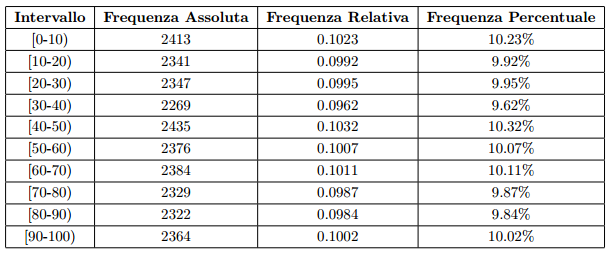 Intervallo Frequenza Assoluta Frequenza Relativa Frequenza Percentuale
[0-10) 2413 0.1023 10.23%
[10-20) 2341 0.0992 9.92%
[20-30) 2347 0.0995 9.95%
[30-40) 2269 0.0962 9.62%
[40-50) 2435 0.1032 10.32%
[50-60) 2376 0.1007 10.07%
[60-70) 2384 0.1011 10.11%
[70-80) 2329 0.0987 9.87%
[80-90) 2322 0.0984 9.84%
[90-100) 2364 0.1002 10.02%